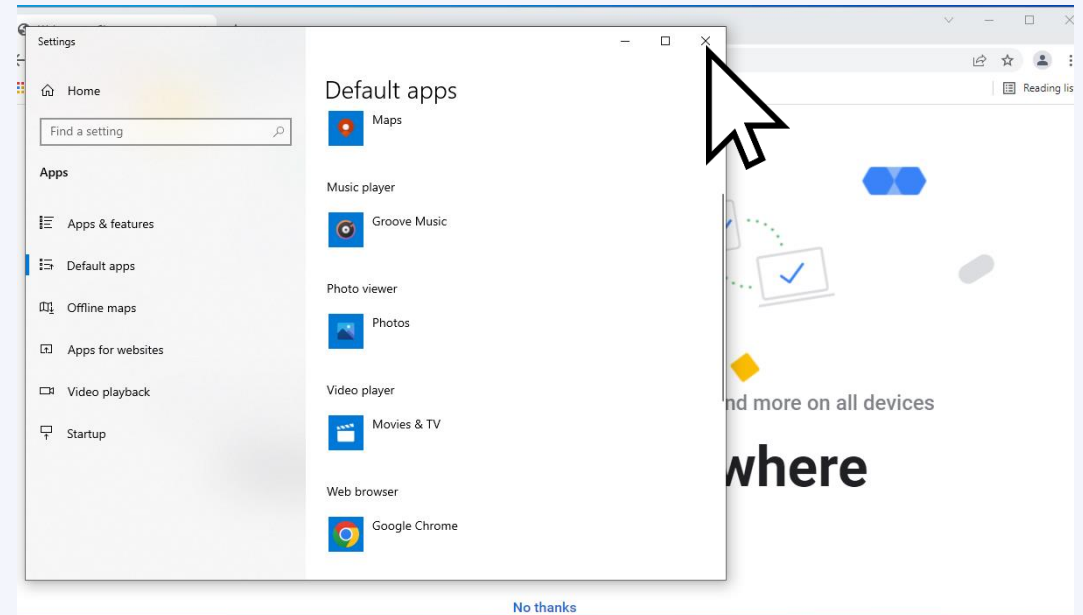 Settings
Home
Find a setting
Apps
Apps & features
Default apps
Offline maps
Apps for websites
Video playback
Startup
Default apps
Maps
Music player
Groove Music
Photo viewer
Photos
Video player
Movies & TV
Web browser
Google Chrome
Reading lis
nd more on all devices
where
No thanks